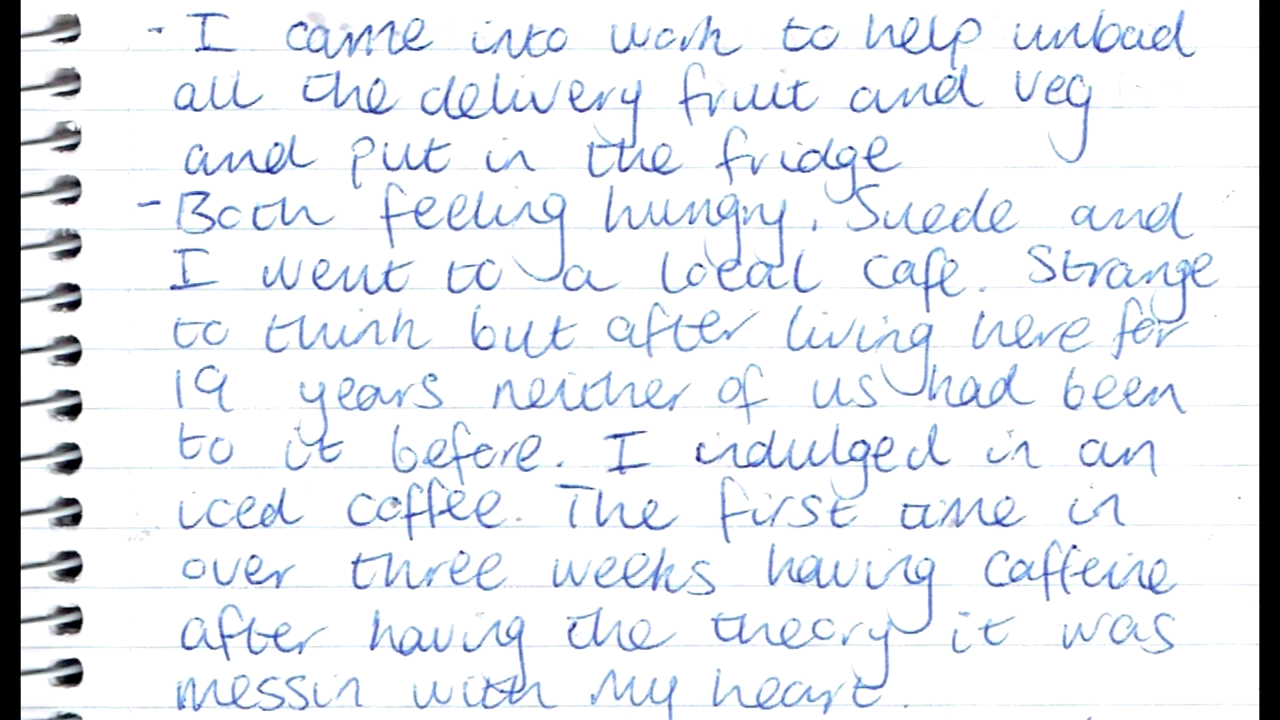 - I came into work to help unload
all the delivery fruit and veg
and put in the fridge
- Both feeling hungry. Suede and
I went to a local cafe. Strange
to think but after living here for
19 years neither of us had been
to it before. I indulged in an
iced coffee. The first time in
over three weeks having caffeine
after having the theory it was
messin with my heart.